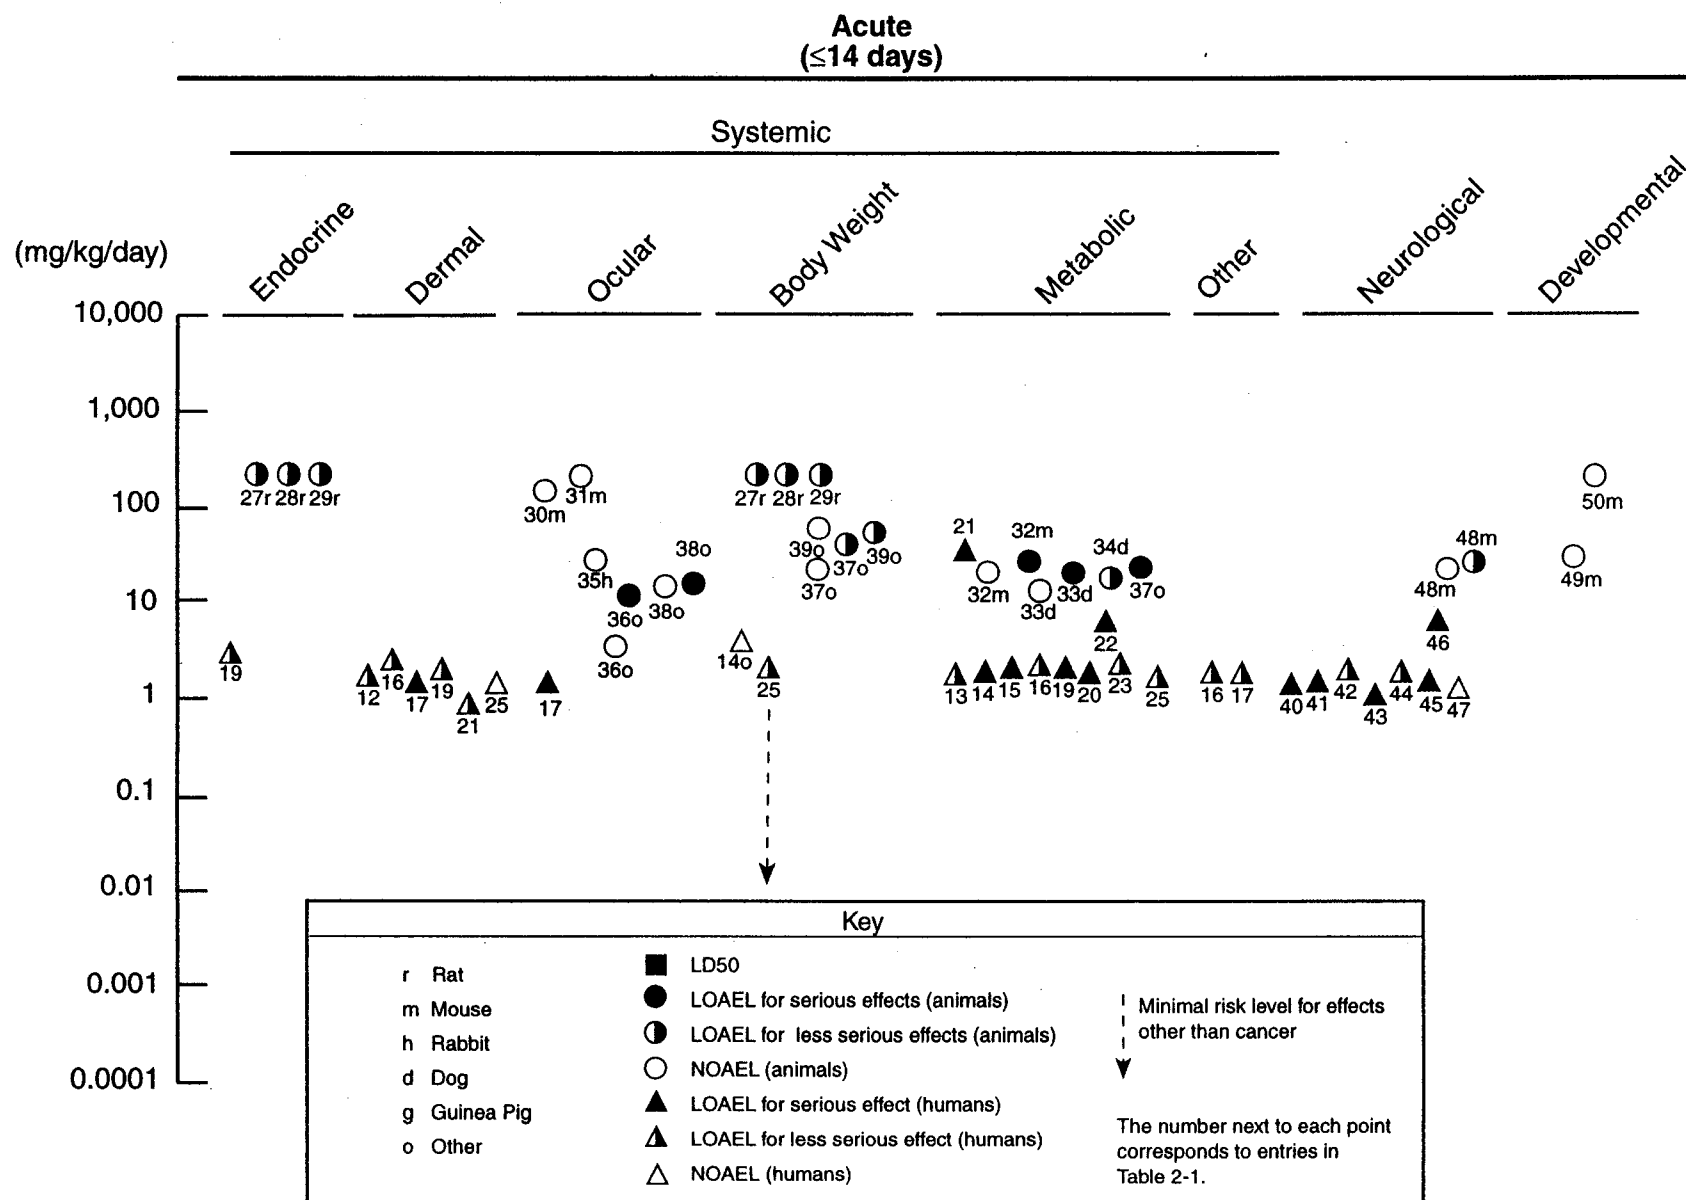 Acute
(≤14 days)
Systemic
(mg/kg/day)
Endocrine
Dermal
Ocular
Body Weight
Metabolic
Other
Neurological
Developmental
10,000
1,000
100
10
1
0.1
0.01
0.001
0.0001
27r 28r 29r
30m
31m
27r 28r 29r
50m
35h
38o
36o
38o
36o
39o
37o
39o
37o
21
32m
34d
32m
33d
33d
37o
22
48m
48m
49m
46
19
12
16
17
19
21
25
17
14o
25
13
14
15
16
19
20
23
25
16
17
40
41
42
43
44
45
47
Key
r Rat
m Mouse
h Rabbit
d Dog
g Guinea Pig
o Other
LD50
LOAEL for serious effects (animals)
LOAEL for less serious effects (animals)
NOAEL (animals)
LOAEL for serious effect (humans)
LOAEL for less serious effect (humans)
NOAEL (humans)
Minimal risk level for effects
other than cancer
The number next to each point
corresponds to entries in
Table 2-1.